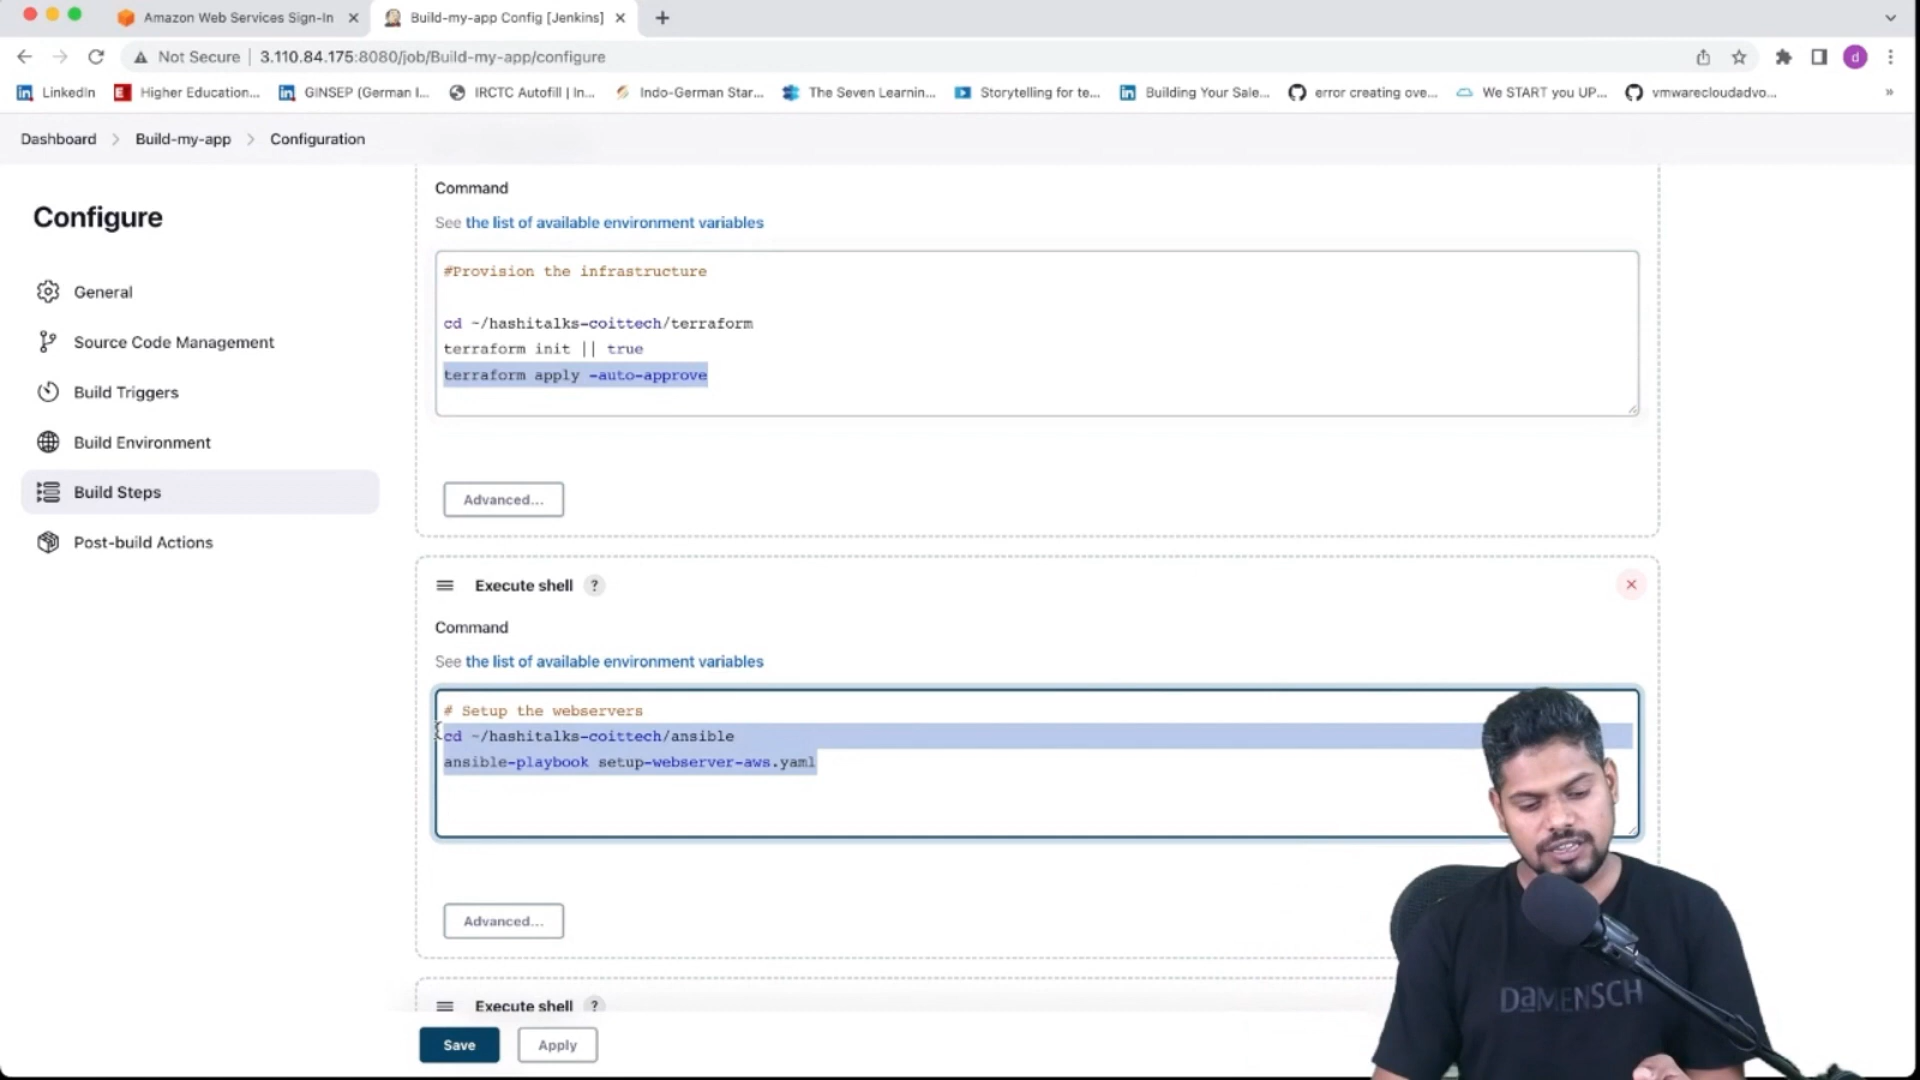 Amazon Web Services Sign-In
Build-my-app Config [Jenkins]
Not Secure
3.110.84.175:8080/job/Build-my-app/configure
d
LinkedIn
Higher Education...
GINSEP (German I...
IRCTC Autofill | In...
Indo-German Star...
The Seven Learnin...
Storytelling for te...
Building Your Sale...
error creating ove...
We START you UP...
vmwarecloudadvo...
»
Dashboard
Build-my-app
Configuration
Configure
General
Source Code Management
Build Triggers
Build Environment
Build Steps
Post-build Actions
Command
See the list of available environment variables
#Provision the infrastructure
cd ~/hashitalks-coittech/terraform
terraform init || true
terraform apply -auto-approve
Advanced...
Execute shell ?
Command
See the list of available environment variables
# Setup the webservers
cd ~/hashitalks-coittech/ansible
ansible-playbook setup-webserver-aws.yaml
Advanced...
Execute shell ?
Save
Apply
DaMENSCH